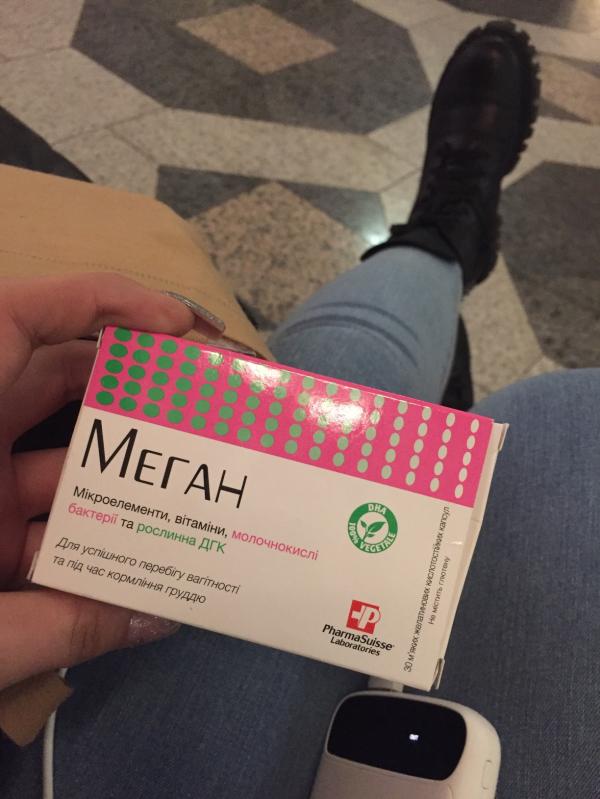 Меган
Мікроелементи, вітаміни, молочнокислі
бактерії та рослинна ДГК
Для успішного перебігу вагітності
та під час кормління груддю
DHA
100% VEGETALE
PharmaSuisse
Laboratories
30 м'яких желатинових кислотостійких капсул
Не містить глютену